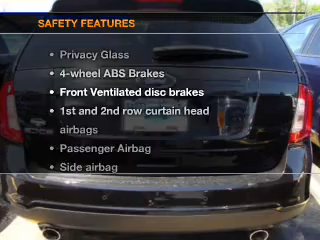 SAFETY FEATURES
• Privacy Glass
• 4-wheel ABS Brakes
• Front Ventilated disc brakes
• 1st and 2nd row curtain head
airbags
• Passenger Airbag
• Side airbag